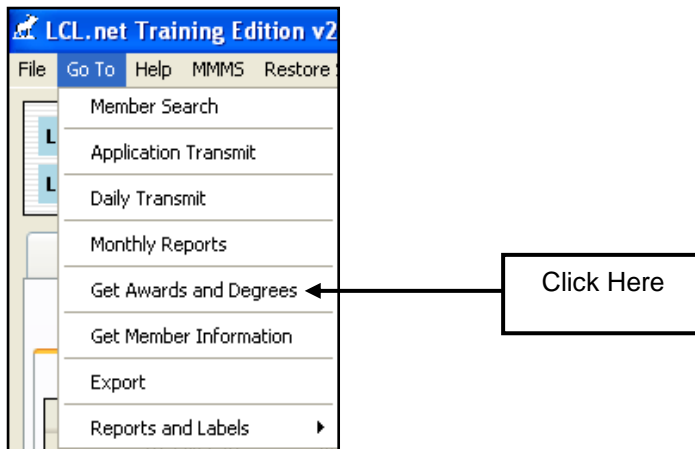 LCL.net Training Edition v2
File Go To Help MMMS Restore
L
L
Member Search
Application Transmit
Daily Transmit
Monthly Reports
Get Awards and Degrees
Click Here
Get Member Information
Export
Reports and Labels